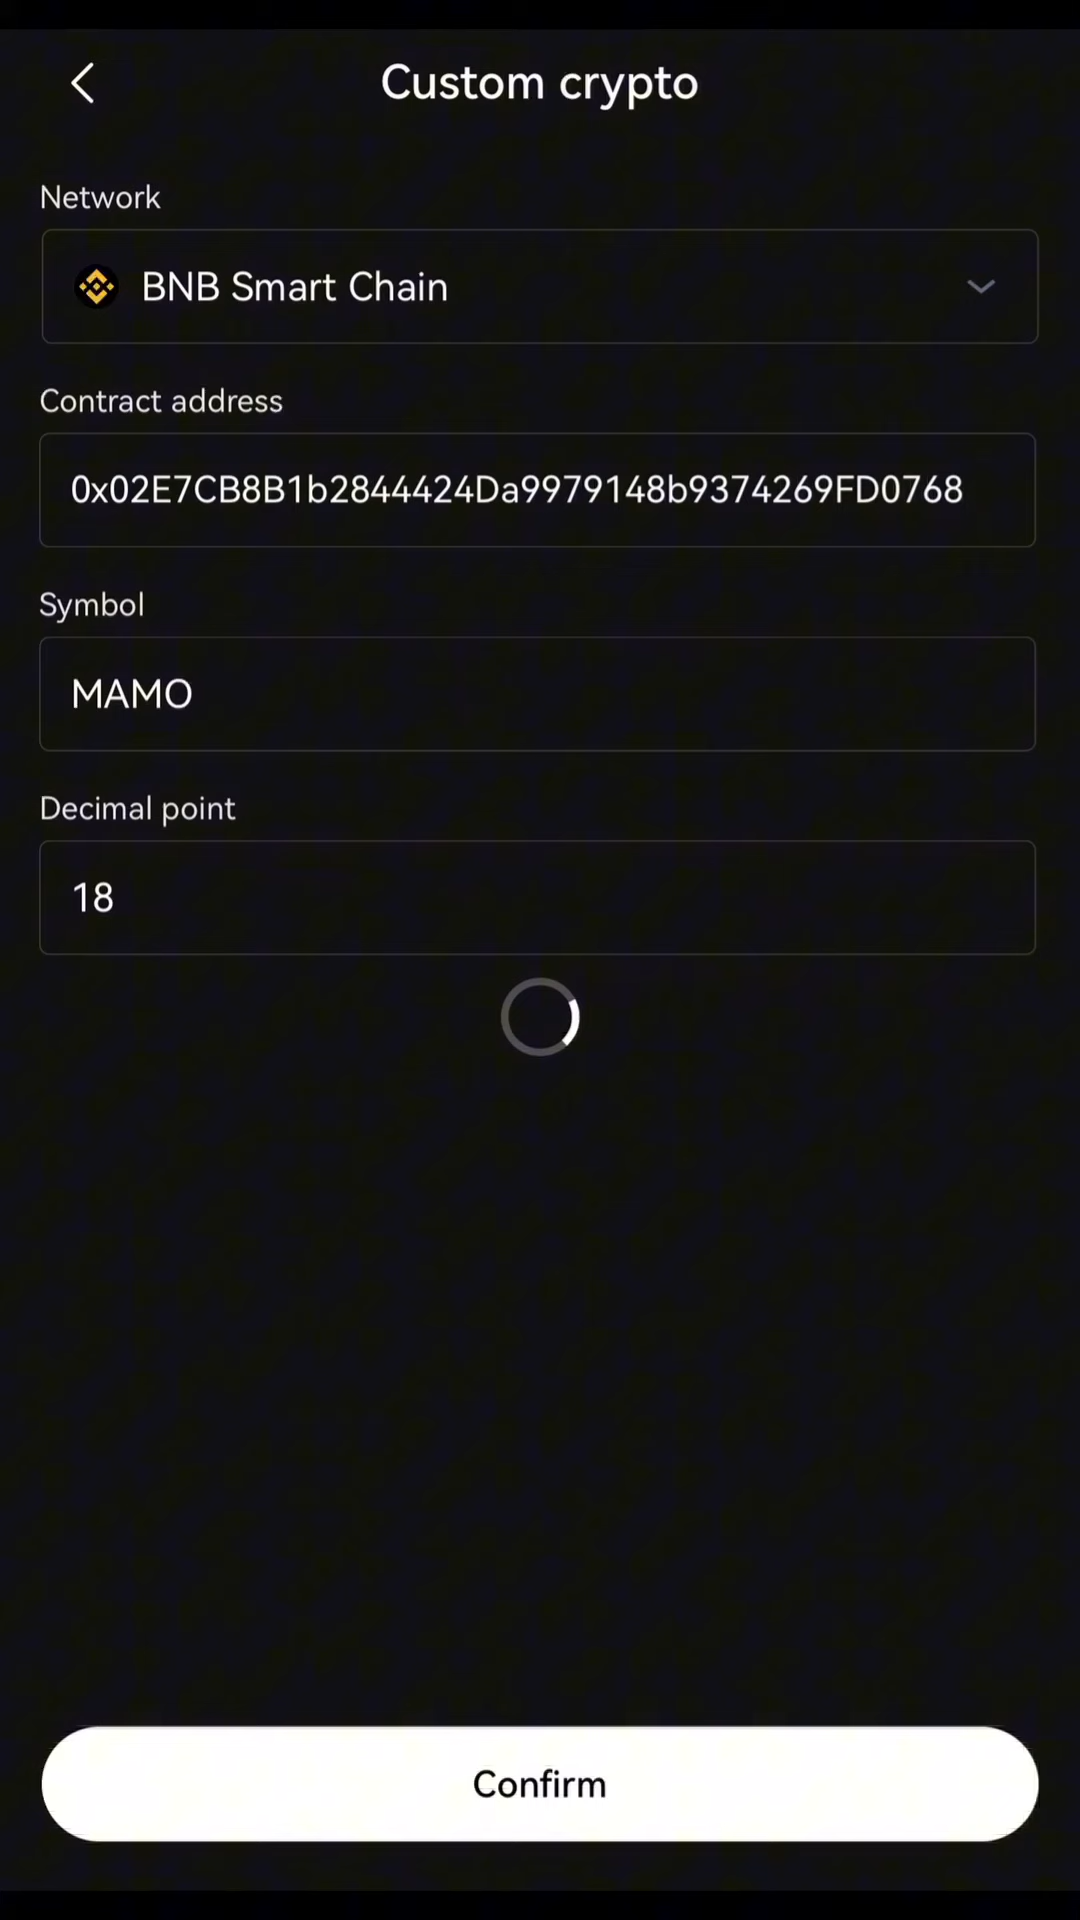 Custom crypto
Network
BNB Smart Chain
Contract address
0x02E7CB8B1b2844424Da9979148b9374269FD0768
Symbol
MAMO
Decimal point
18
Confirm